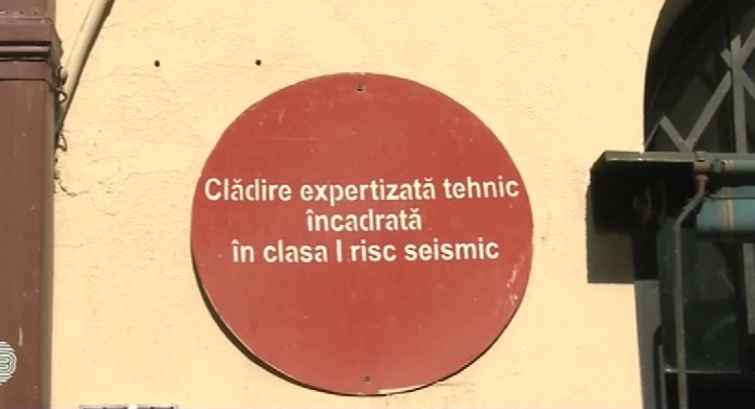 Clădire expertizată tehnic
încadrată
în clasa I risc seismic